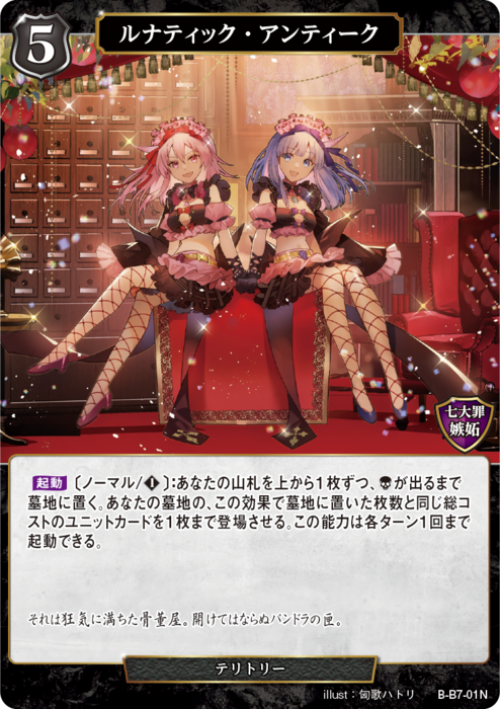 5
ルナティック・アンティーク
七大罪
嫉妬
起動 〔ノーマル/❶〕:あなたの山札を上から1枚ずつ、💀が出るまで
墓地に置く。あなたの墓地の、この効果で墓地に置いた枚数と同じ総コ
ストのユニットカードを1枚まで登場させる。この能力は各ターン1回まで
起動できる。
それは狂気に満ちた骨董屋。開けてはならぬパンドラの匣。
テリトリー
illust:匈歌ハトリ
B-B7-01N